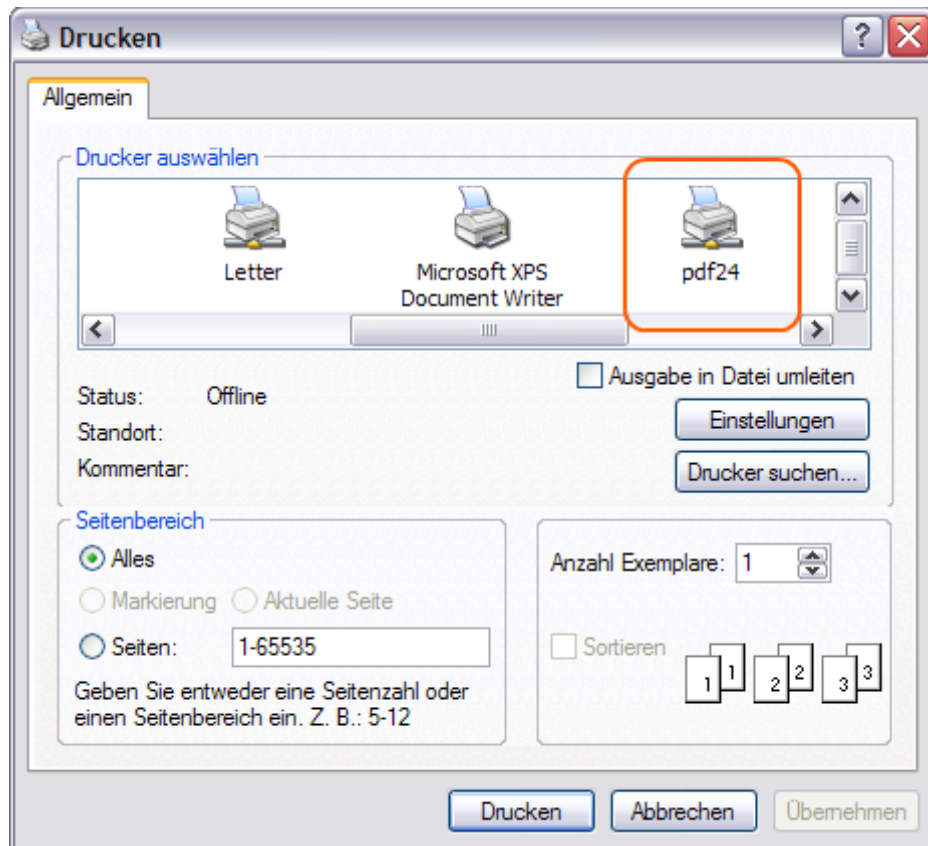 Drucken
Allgemein
Drucker auswählen
Letter
Microsoft XPS
Document Writer
pdf24
Ausgabe in Datei umleiten
Status: Offline
Einstellungen
Standort:
Kommentar:
Drucker suchen...
Seitenbereich
Alles
Anzahl Exemplare: 1
Markierung Aktuelle Seite
Seiten: 1-65535
Sortieren
1 1 2 2 3 3
Geben Sie entweder eine Seitenzahl oder
einen Seitenbereich ein. Z. B.: 5-12
Drucken Abbrechen Übernehmen